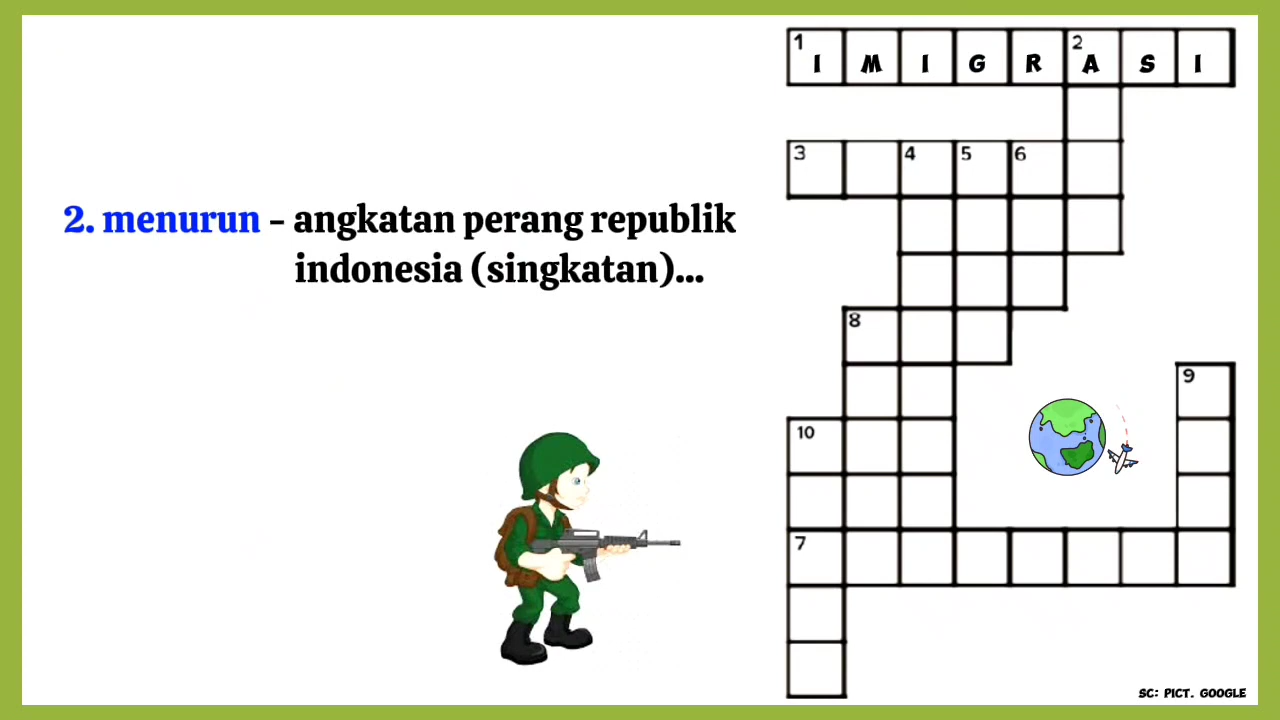 1 2
I M I G R A S I
3 4 5 6
2. menurun - angkatan perang republik
indonesia (singkatan)...
8
9
10
7
SC: PICT. GOOGLE